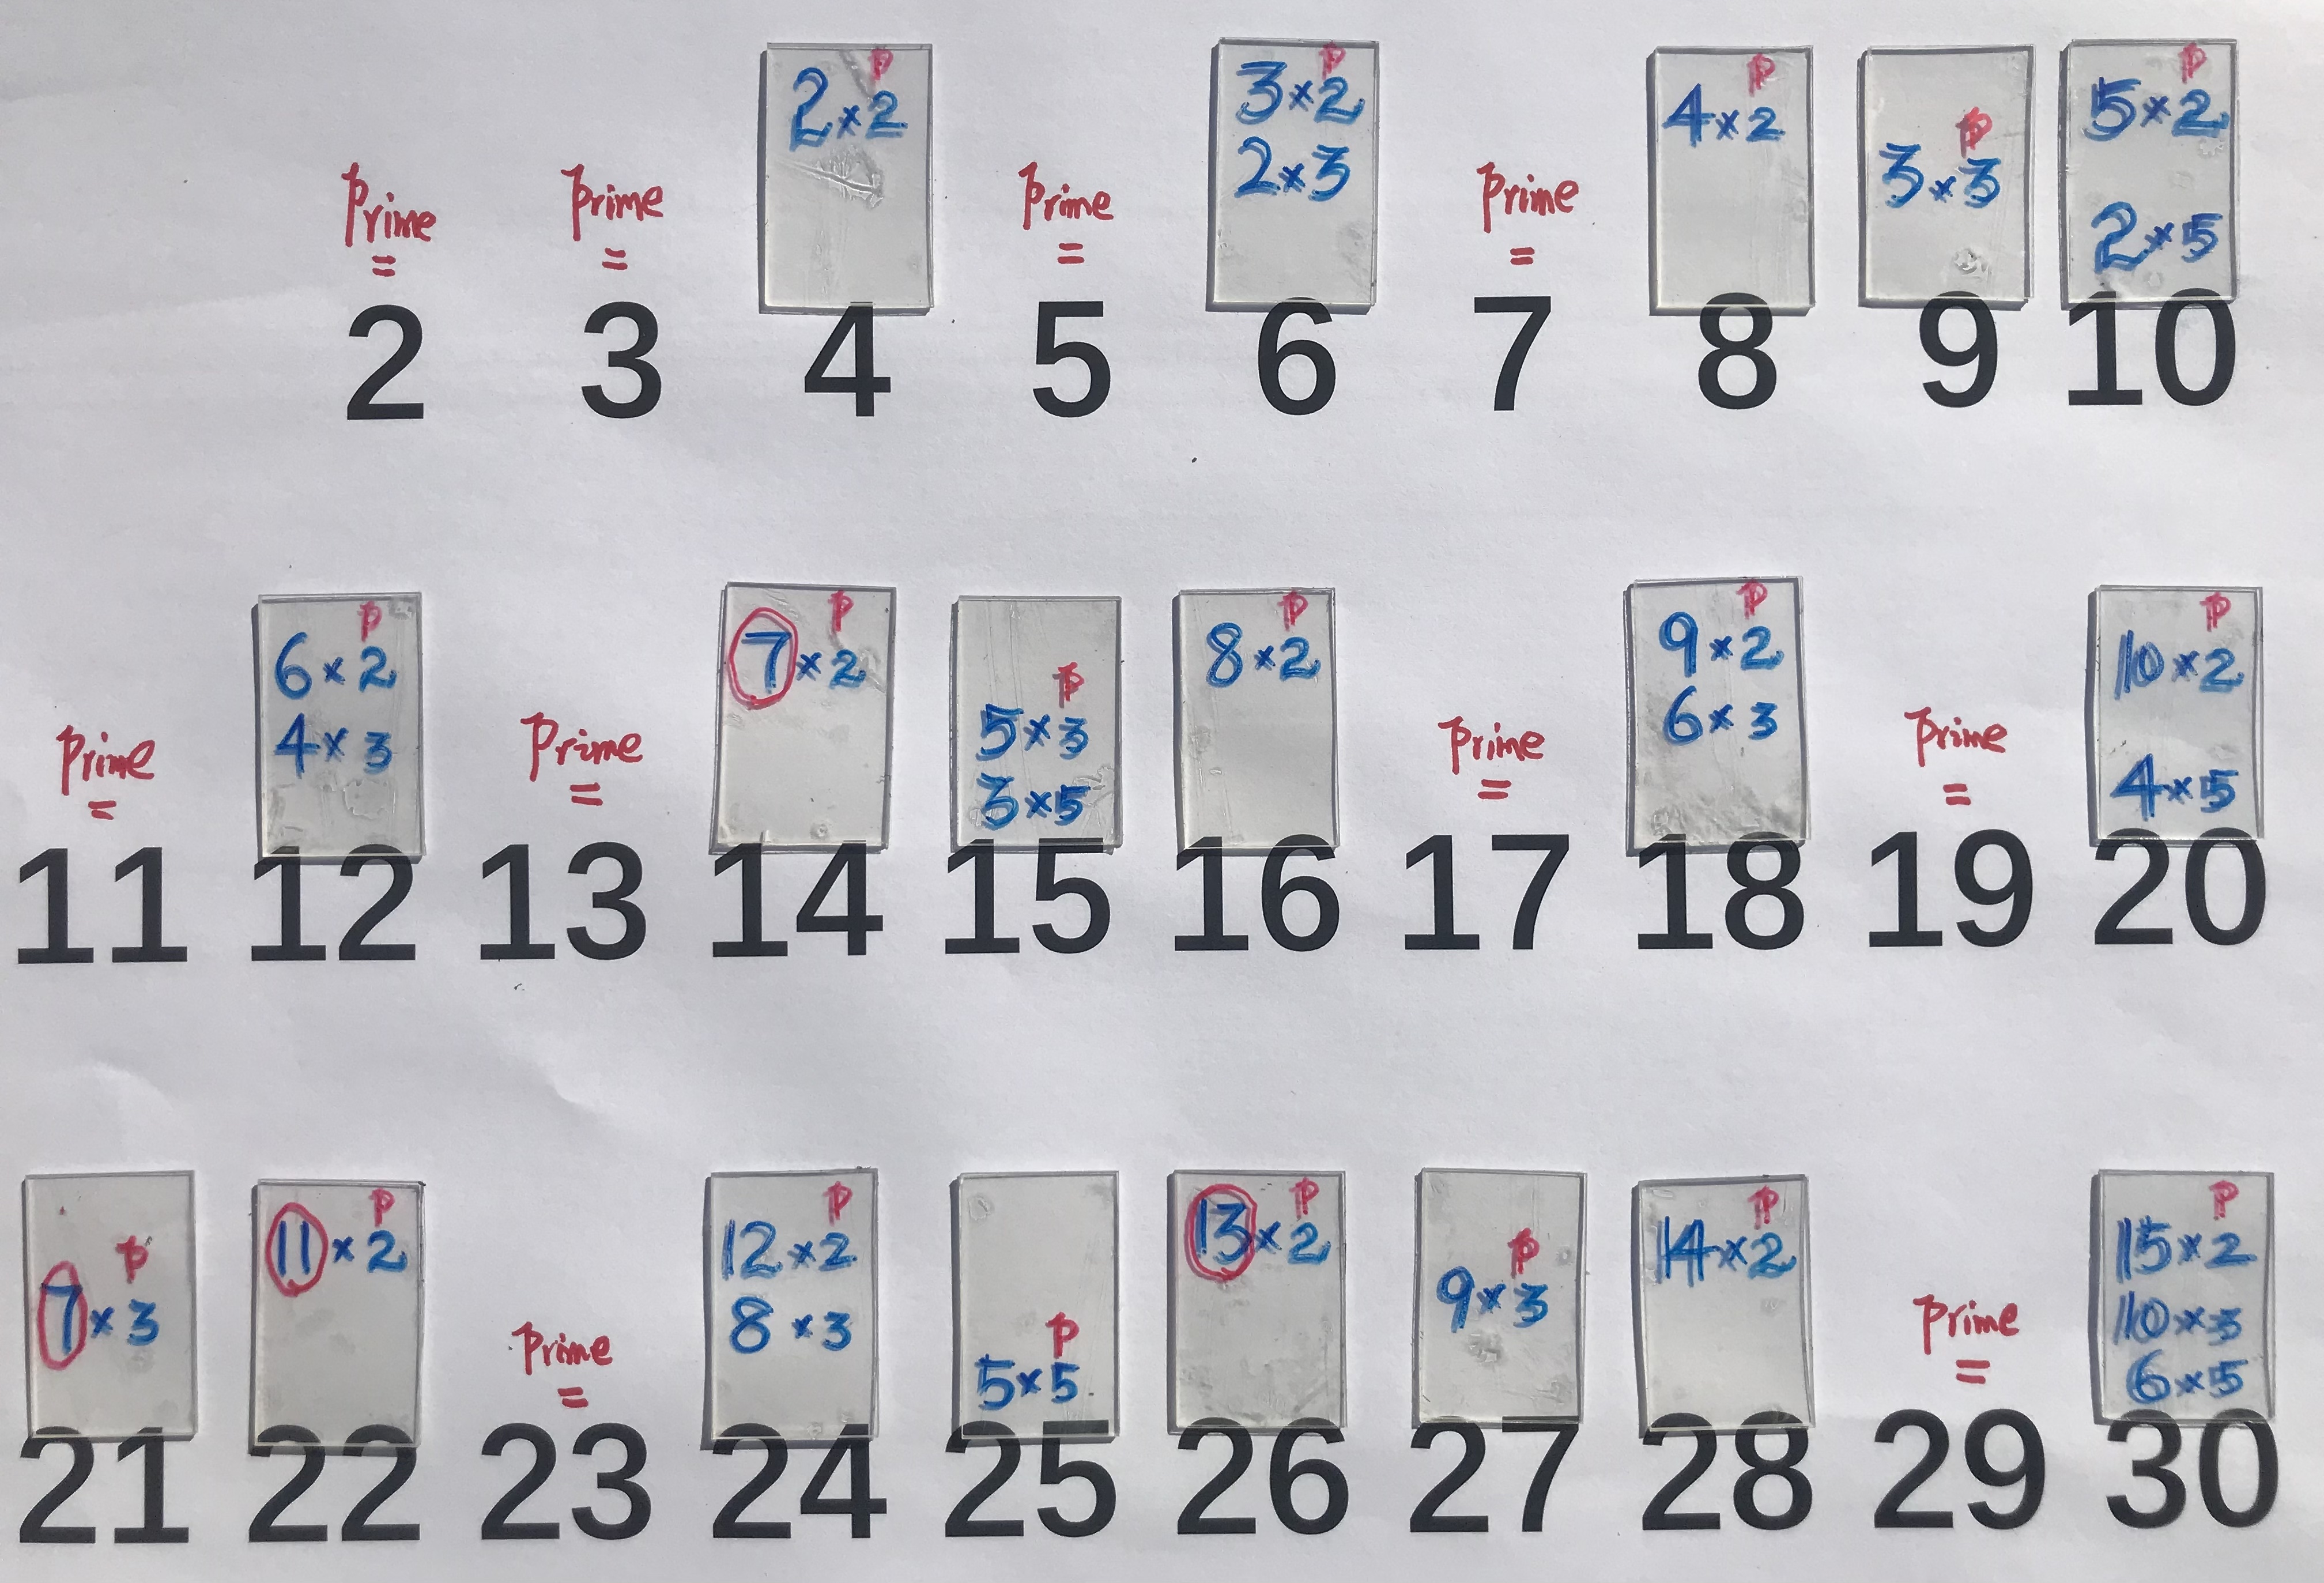 p
2×2
p
3×2
2×3
p
4×2
p
3×3
p
5×2
2×5
prime
=
prime
=
prime
=
prime
=
2 3 4 5 6 7 8 9 10
p
6×2
4×3
p
7×2
p
5×3
3×5
p
8×2
p
9×2
6×3
p
10×2
4×5
prime
=
prime
=
prime
=
prime
=
11 12 13 14 15 16 17 18 19 20
p
7×3
p
11×2
p
12×2
8×3
p
5×5
p
13×2
p
9×3
p
14×2
p
15×2
10×3
6×5
prime
=
prime
=
21 22 23 24 25 26 27 28 29 30